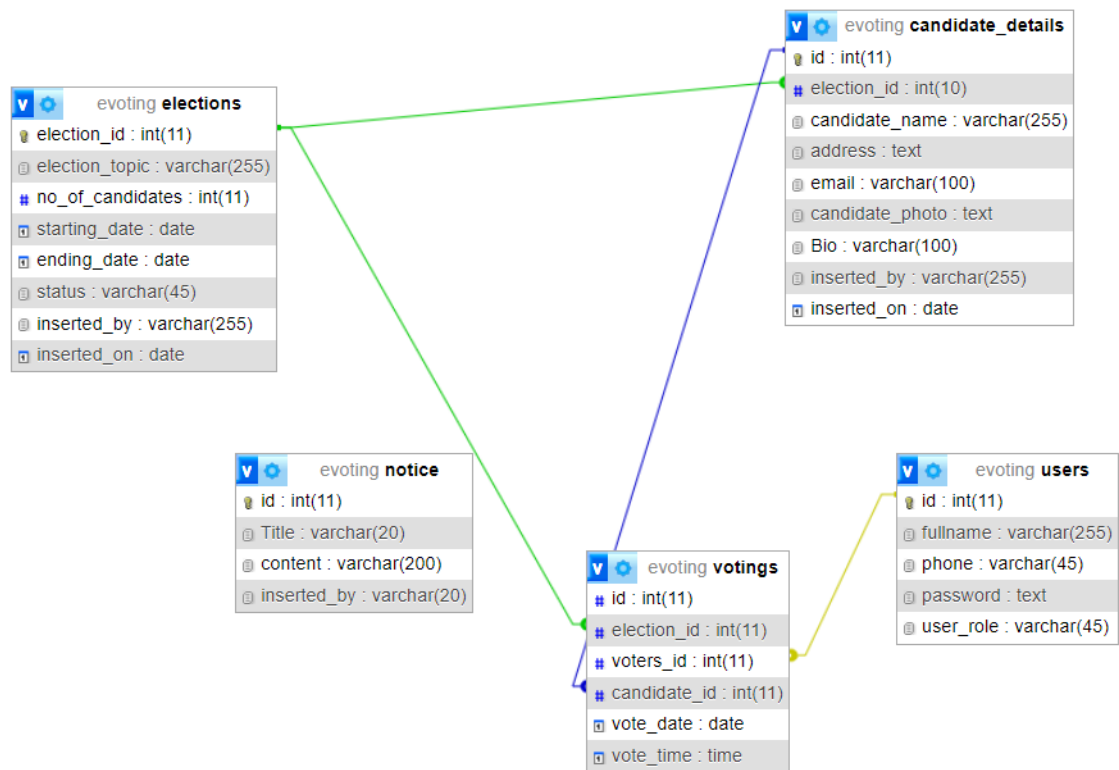 evoting elections
election_id : int(11)
election_topic : varchar(255)
no_of_candidates : int(11)
starting_date : date
ending_date : date
status : varchar(45)
inserted_by : varchar(255)
inserted_on : date
evoting candidate_details
id : int(11)
election_id : int(10)
candidate_name : varchar(255)
address : text
email : varchar(100)
candidate_photo : text
Bio : varchar(100)
inserted_by : varchar(255)
inserted_on : date
evoting notice
id : int(11)
Title : varchar(20)
content : varchar(200)
inserted_by : varchar(20)
evoting votings
id : int(11)
election_id : int(11)
voters_id : int(11)
candidate_id : int(11)
vote_date : date
vote_time : time
evoting users
id : int(11)
fullname : varchar(255)
phone : varchar(45)
password : text
user_role : varchar(45)